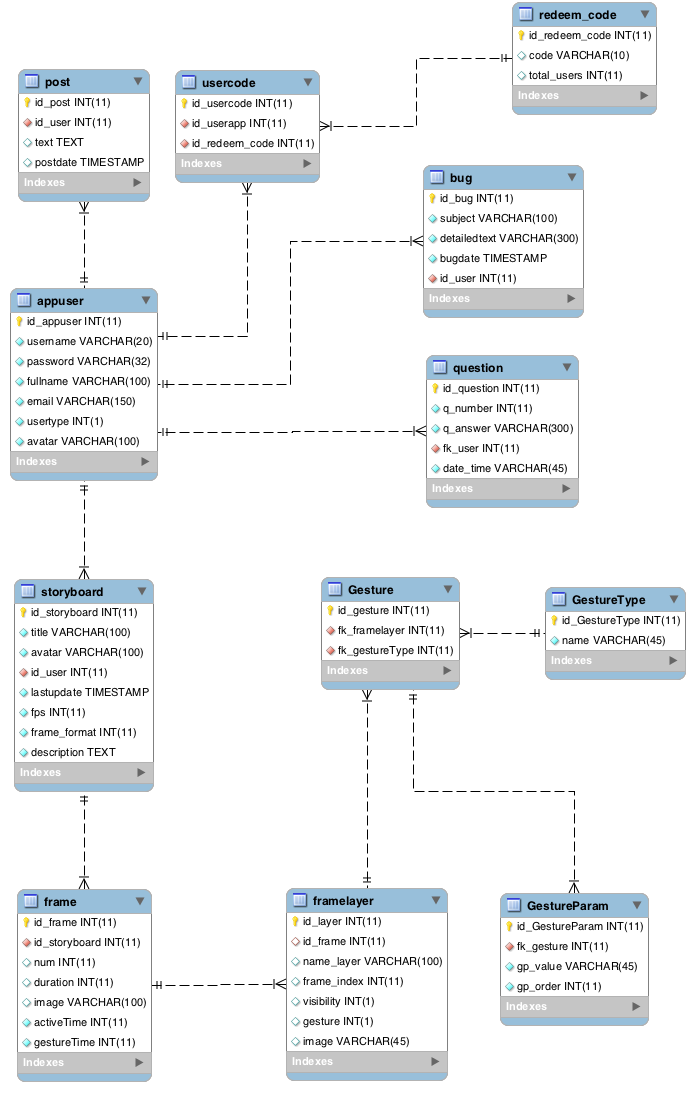 redeem_code
id_redeem_code INT(11)
code VARCHAR(10)
total_users INT(11)
Indexes
post
id_post INT(11)
id_user INT(11)
text TEXT
postdate TIMESTAMP
Indexes
usercode
id_usercode INT(11)
id_userapp INT(11)
id_redeem_code INT(11)
Indexes
bug
id_bug INT(11)
subject VARCHAR(100)
detailedtext VARCHAR(300)
bugdate TIMESTAMP
id_user INT(11)
Indexes
appuser
id_appuser INT(11)
username VARCHAR(20)
password VARCHAR(32)
fullname VARCHAR(100)
email VARCHAR(150)
usertype INT(1)
avatar VARCHAR(100)
Indexes
question
id_question INT(11)
q_number INT(11)
q_answer VARCHAR(300)
fk_user INT(11)
date_time VARCHAR(45)
Indexes
storyboard
id_storyboard INT(11)
title VARCHAR(100)
avatar VARCHAR(100)
id_user INT(11)
lastupdate TIMESTAMP
fps INT(11)
frame_format INT(11)
description TEXT
Indexes
Gesture
id_gesture INT(11)
fk_framelayer INT(11)
fk_gestureType INT(11)
Indexes
GestureType
id_GestureType INT(11)
name VARCHAR(45)
Indexes
frame
id_frame INT(11)
id_storyboard INT(11)
num INT(11)
duration INT(11)
image VARCHAR(100)
activeTime INT(11)
gestureTime INT(11)
Indexes
framelayer
id_layer INT(11)
id_frame INT(11)
name_layer VARCHAR(100)
frame_index INT(11)
visibility INT(1)
gesture INT(1)
image VARCHAR(45)
Indexes
GestureParam
id_GestureParam INT(11)
fk_gesture INT(11)
gp_value VARCHAR(45)
gp_order INT(11)
Indexes